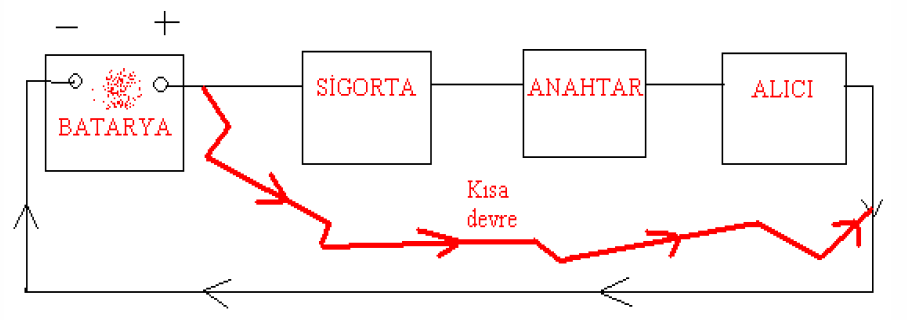 − +
BATARYA
SİGORTA
ANAHTAR
ALICI
Kısa
devre